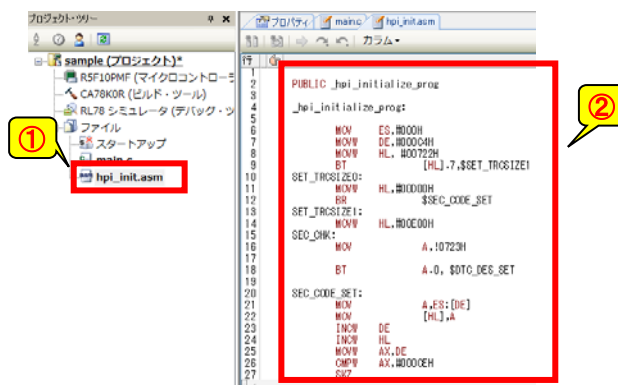 プロジェクト・ツリー
sample (プロジェクト)*
R5F10PMF (マイクロコントローラ
CA78K0R (ビルド・ツール)
RL78 シミュレータ (デバッグ・ツ
ファイル
スタートアップ
main.c
hpi_init.asm
①
プロパティ main.c hpi_init.asm
カラム
行
1
2 PUBLIC _hpi_initialize_prog
3
4 _hpi_initialize_prog:
5
6 MOV ES,#000H
7 MOVW DE,#000C4H
8 MOVW HL, #00722H
9 BT [HL].7,$SET_TRCSIZE1
10 SET_TRCSIZE0:
11 MOVW HL,#00D00H
12 BR $SEC_CODE_SET
13 SET_TRCSIZE1:
14 MOVW HL,#00E00H
15 SEC_CHK:
16 MOV A,!0723H
17
18 BT A.0, $DTC_DES_SET
19
20 SEC_CODE_SET:
21 MOV A,ES:[DE]
22 MOV [HL],A
23 INCW DE
24 INCW HL
25 MOVW AX,DE
26 CMPW AX,#000CEH
27 SKZ
②